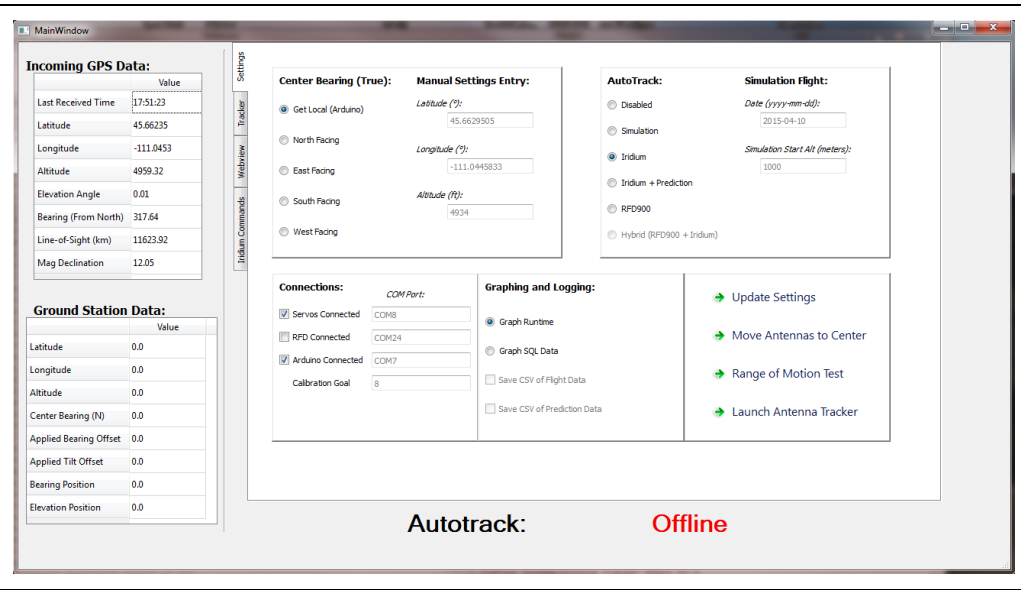 MainWindow
Incoming GPS Data:
Value
Last Received Time 17:51:23
Latitude 45.66235
Longitude -111.0453
Altitude 4959.32
Elevation Angle 0.01
Bearing (From North) 317.64
Line-of-Sight (km) 11623.92
Mag Declination 12.05
Ground Station Data:
Value
Latitude 0.0
Longitude 0.0
Altitude 0.0
Center Bearing (N) 0.0
Applied Bearing Offset 0.0
Applied Tilt Offset 0.0
Bearing Position 0.0
Elevation Position 0.0
Settings
Tracker
Webview
Iridium Commands
Center Bearing (True):
Get Local (Arduino)
North Facing
East Facing
South Facing
West Facing
Manual Settings Entry:
Latitude (°):
45.6629505
Longitude (°):
-111.0445833
Altitude (ft):
4934
AutoTrack:
Disabled
Simulation
Iridium
Iridium + Prediction
RFD900
Hybrid (RFD900 + Iridium)
Simulation Flight:
Date (yyyy-mm-dd):
2015-04-10
Simulation Start Alt (meters):
1000
Connections:
COM Port:
Servos Connected COM8
RFD Connected COM24
Arduino Connected COM7
Calibration Goal 8
Graphing and Logging:
Graph Runtime
Graph SQL Data
Save CSV of Flight Data
Save CSV of Prediction Data
Update Settings
Move Antennas to Center
Range of Motion Test
Launch Antenna Tracker
Autotrack: Offline